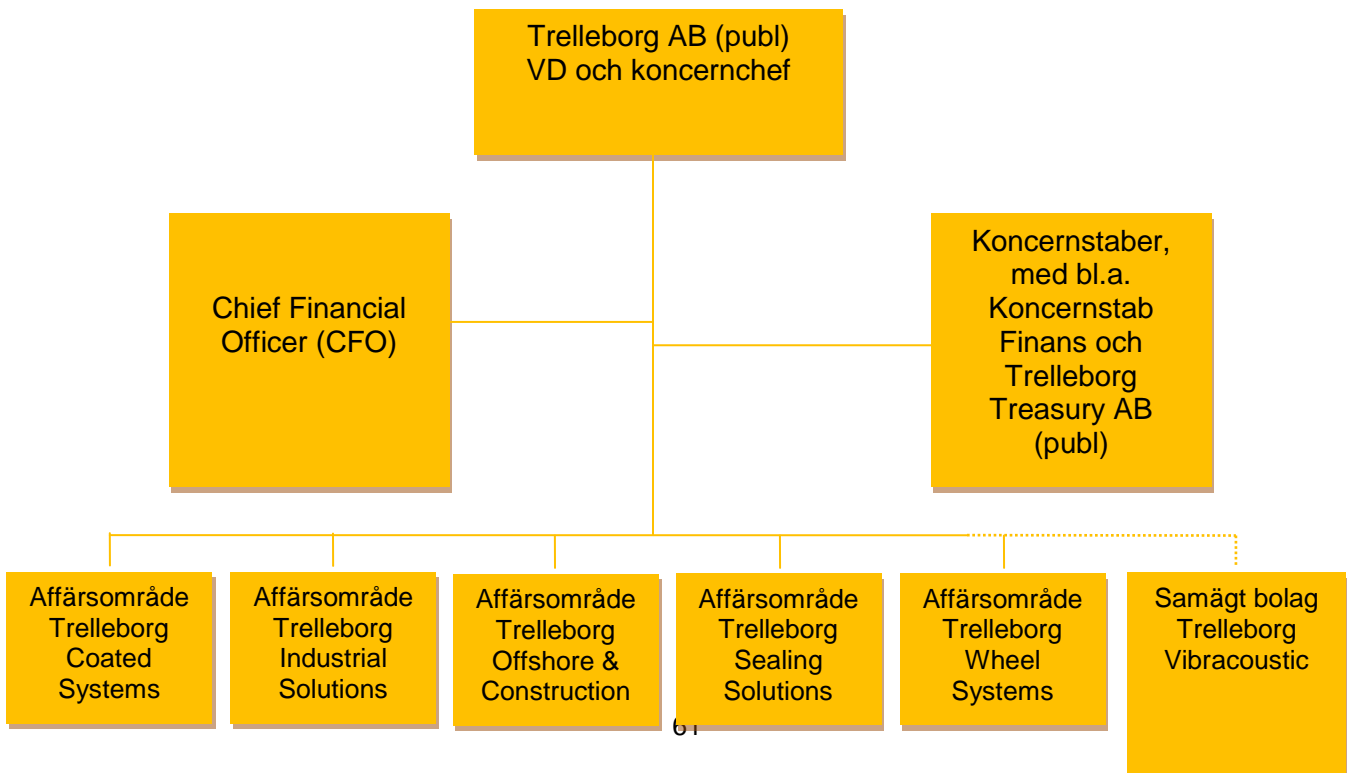 Trelleborg AB (publ)
VD och koncernchef
Chief Financial
Officer (CFO)
Koncernstaber,
med bl.a.
Koncernstab
Finans och
Trelleborg
Treasury AB
(publ)
Affärsområde
Trelleborg
Coated
Systems
Affärsområde
Trelleborg
Industrial
Solutions
Affärsområde
Trelleborg
Offshore &
Construction
Affärsområde
Trelleborg
Sealing
Solutions
Affärsområde
Trelleborg
Wheel
Systems
Samägt bolag
Trelleborg
Vibracoustic
61